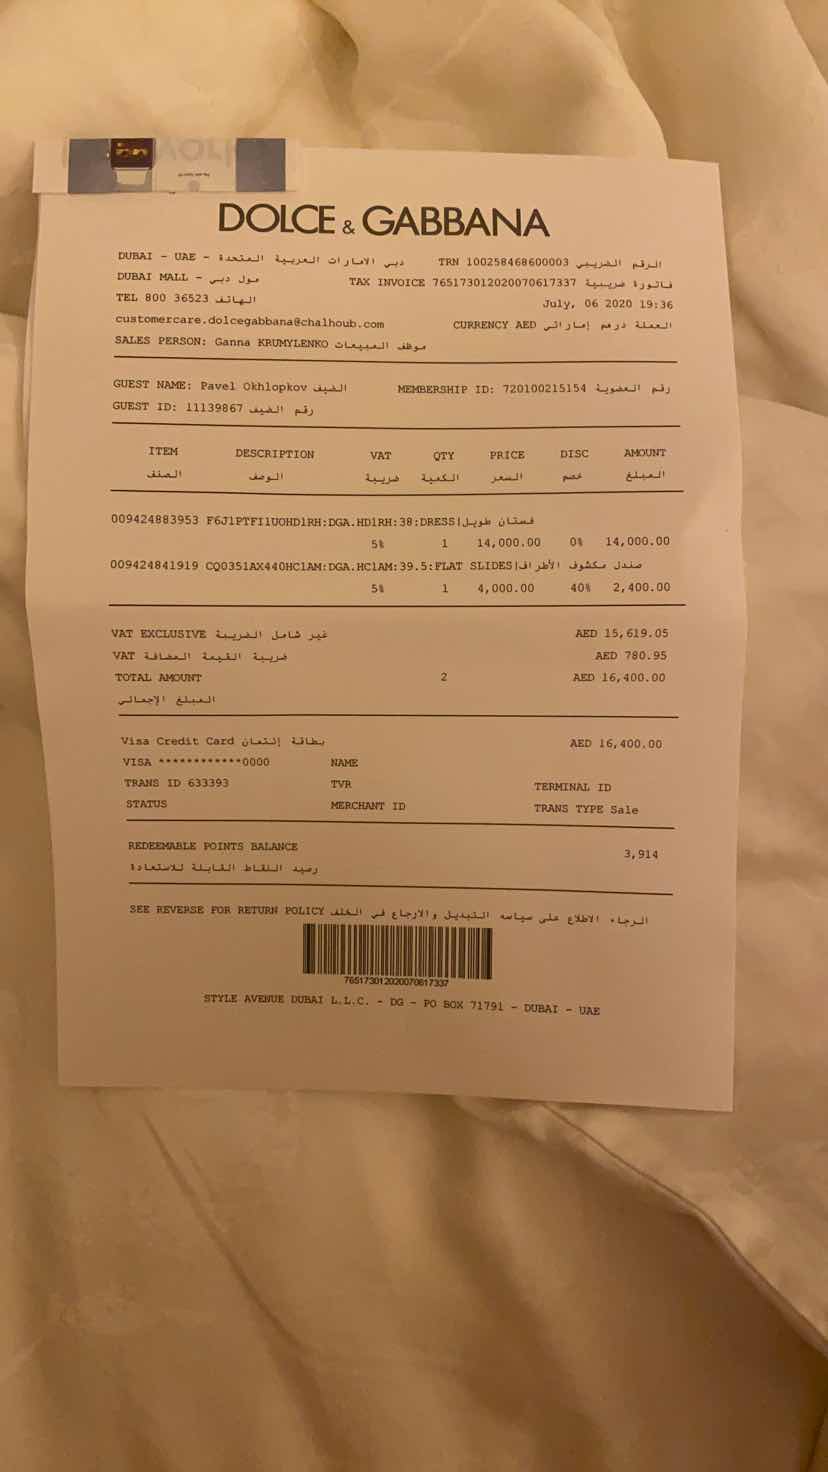 DOLCE & GABBANA
DUBAI - UAE - دبي الامارات العربية المتحدة
TRN 100258468600003 الرقم الضريبي
DUBAI MALL - مول دبي
TAX INVOICE 765173012020070617337 فاتورة ضريبية
TEL 800 36523 الهاتف
July, 06 2020 19:36
customercare.dolcegabbana@chalhoub.com
CURRENCY AED العملة درهم إماراتي
SALES PERSON: Ganna KRUMYLENKO موظف المبيعات
GUEST NAME: Pavel Okhlopkov الضيف
MEMBERSHIP ID: 720100215154 رقم العضوية
GUEST ID: 11139867 رقم الضيف
ITEM DESCRIPTION VAT QTY PRICE DISC AMOUNT
الصنف الوصف ضريبة الكمية السعر خصم المبلغ
009424883953 F6J1PTFI1UOHD1RH:DGA.HD1RH:38:DRESS|فستان طويل
5% 1 14,000.00 0% 14,000.00
009424841919 CQ0351AX440HC1AM:DGA.HC1AM:39.5:FLAT SLIDES|صندل مكشوف الأطراف
5% 1 4,000.00 40% 2,400.00
VAT EXCLUSIVE غير شامل الضريبة AED 15,619.05
VAT ضريبة القيمة المضافة AED 780.95
TOTAL AMOUNT 2 AED 16,400.00
المبلغ الإجمالي
Visa Credit Card بطاقة إئتمان AED 16,400.00
VISA ************0000 NAME
TRANS ID 633393 TVR TERMINAL ID
STATUS MERCHANT ID TRANS TYPE Sale
REDEEMABLE POINTS BALANCE 3,914
رصيد النقاط القابلة للاستعادة
SEE REVERSE FOR RETURN POLICY الرجاء الاطلاع على سياسه التبديل والارجاع في الخلف
765173012020070617337
STYLE AVENUE DUBAI L.L.C. - DG - PO BOX 71791 - DUBAI - UAE